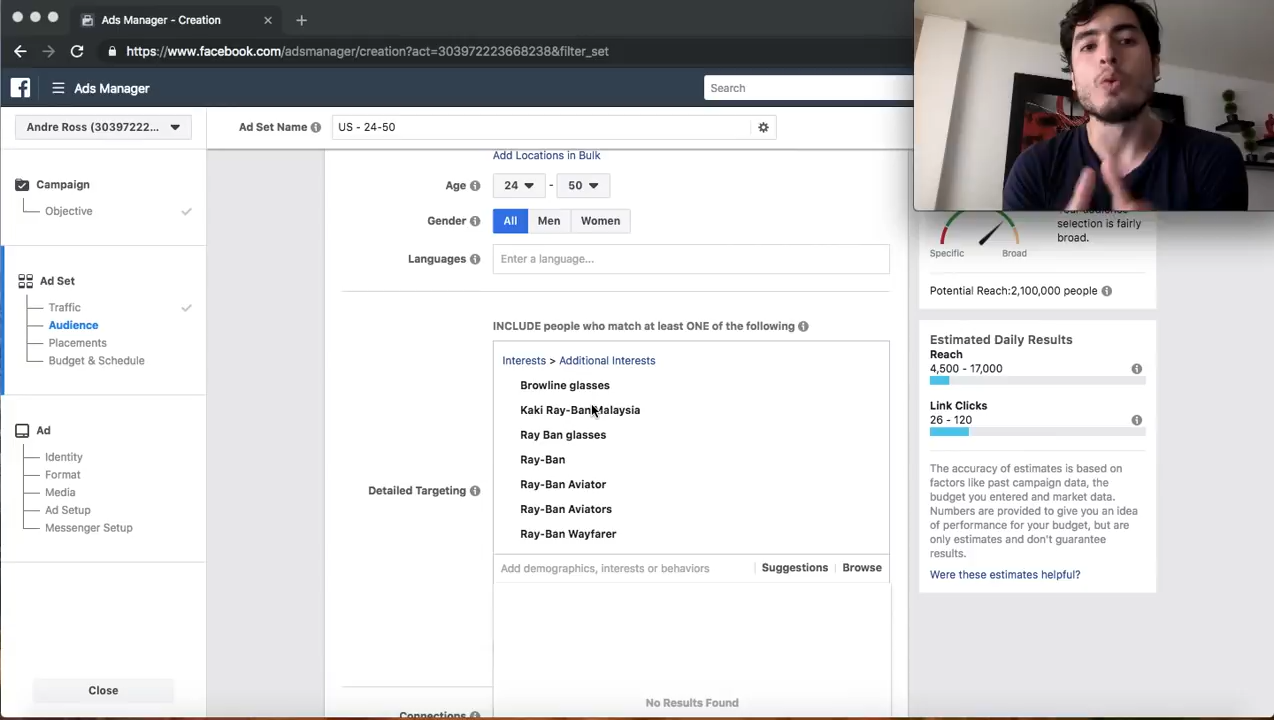 Ads Manager - Creation
https://www.facebook.com/adsmanager/creation?act=303972223668238&filter_set
Ads Manager
Search
Andre Ross (30397222...
Ad Set Name
US - 24-50
Campaign
Objective
Ad Set
Traffic
Audience
Placements
Budget & Schedule
Ad
Identity
Format
Media
Ad Setup
Messenger Setup
Close
Add Locations in Bulk
Age
24
-
50
Gender
All
Men
Women
Languages
Enter a language...
INCLUDE people who match at least ONE of the following
Detailed Targeting
Interests > Additional Interests
Browline glasses
Kaki Ray-Ban Malaysia
Ray Ban glasses
Ray-Ban
Ray-Ban Aviator
Ray-Ban Aviators
Ray-Ban Wayfarer
Add demographics, interests or behaviors
Suggestions
Browse
No Results Found
Connections
Specific
Broad
selection is fairly
broad.
Potential Reach:2,100,000 people
Estimated Daily Results
Reach
4,500 - 17,000
Link Clicks
26 - 120
The accuracy of estimates is based on
factors like past campaign data, the
budget you entered and market data.
Numbers are provided to give you an idea
of performance for your budget, but are
only estimates and don't guarantee
results.
Were these estimates helpful?